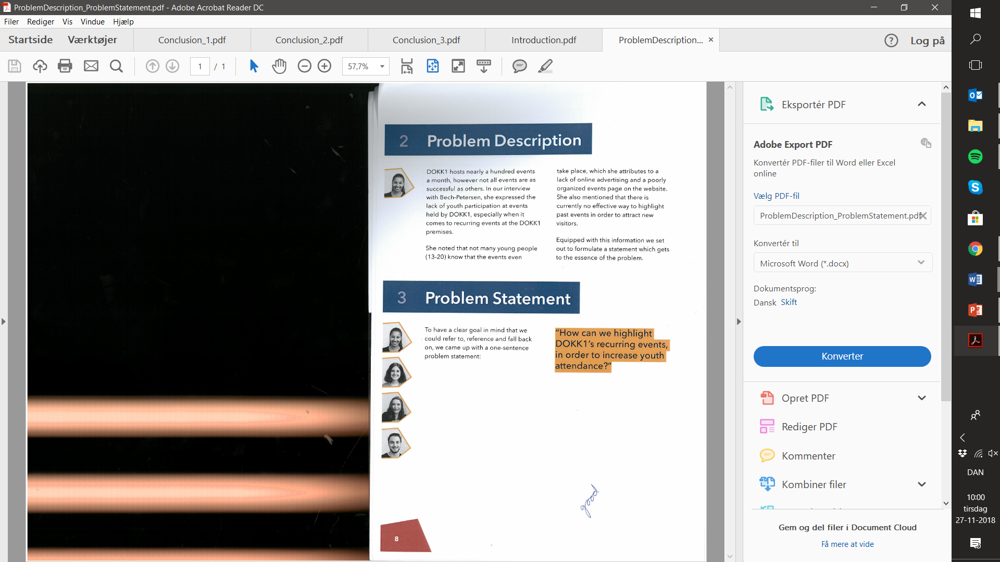 ProblemDescription_ProblemStatement.pdf - Adobe Acrobat Reader DC
Filer Rediger Vis Vindue Hjælp
Startside Værktøjer Conclusion_1.pdf Conclusion_2.pdf Conclusion_3.pdf Introduction.pdf ProblemDescription... Log på
1 / 1 57,7%
2 Problem Description
DOKK1 hosts nearly a hundred events
a month, however not all events are as
successful as others. In our interview
with Bech-Petersen, she expressed the
lack of youth participation at events
held by DOKK1, especially when it
comes to recurring events at the DOKK1
premises.
She noted that not many young people
(13-20) know that the events even
take place, which she attributes to a
lack of online advertising and a poorly
organized events page on the website.
She also mentioned that there is
currently no effective way to highlight
past events in order to attract new
visitors.
Equipped with this information we set
out to formulate a statement which gets
to the essence of the problem.
3 Problem Statement
To have a clear goal in mind that we
could refer to, reference and fall back
on, we came up with a one-sentence
problem statement:
“How can we highlight
DOKK1’s recurring events,
in order to increase youth
attendance?”
good
8
Eksportér PDF
Adobe Export PDF
Konvertér PDF-filer til Word eller Excel
online
Vælg PDF-fil
ProblemDescription_ProblemStatement.pdf
Konvertér til
Microsoft Word (*.docx)
Dokumentsprog:
Dansk Skift
Konverter
Opret PDF
Rediger PDF
Kommenter
Kombiner filer
Gem og del filer i Document Cloud
Få mere at vide
DAN
10:00
tirsdag
27-11-2018